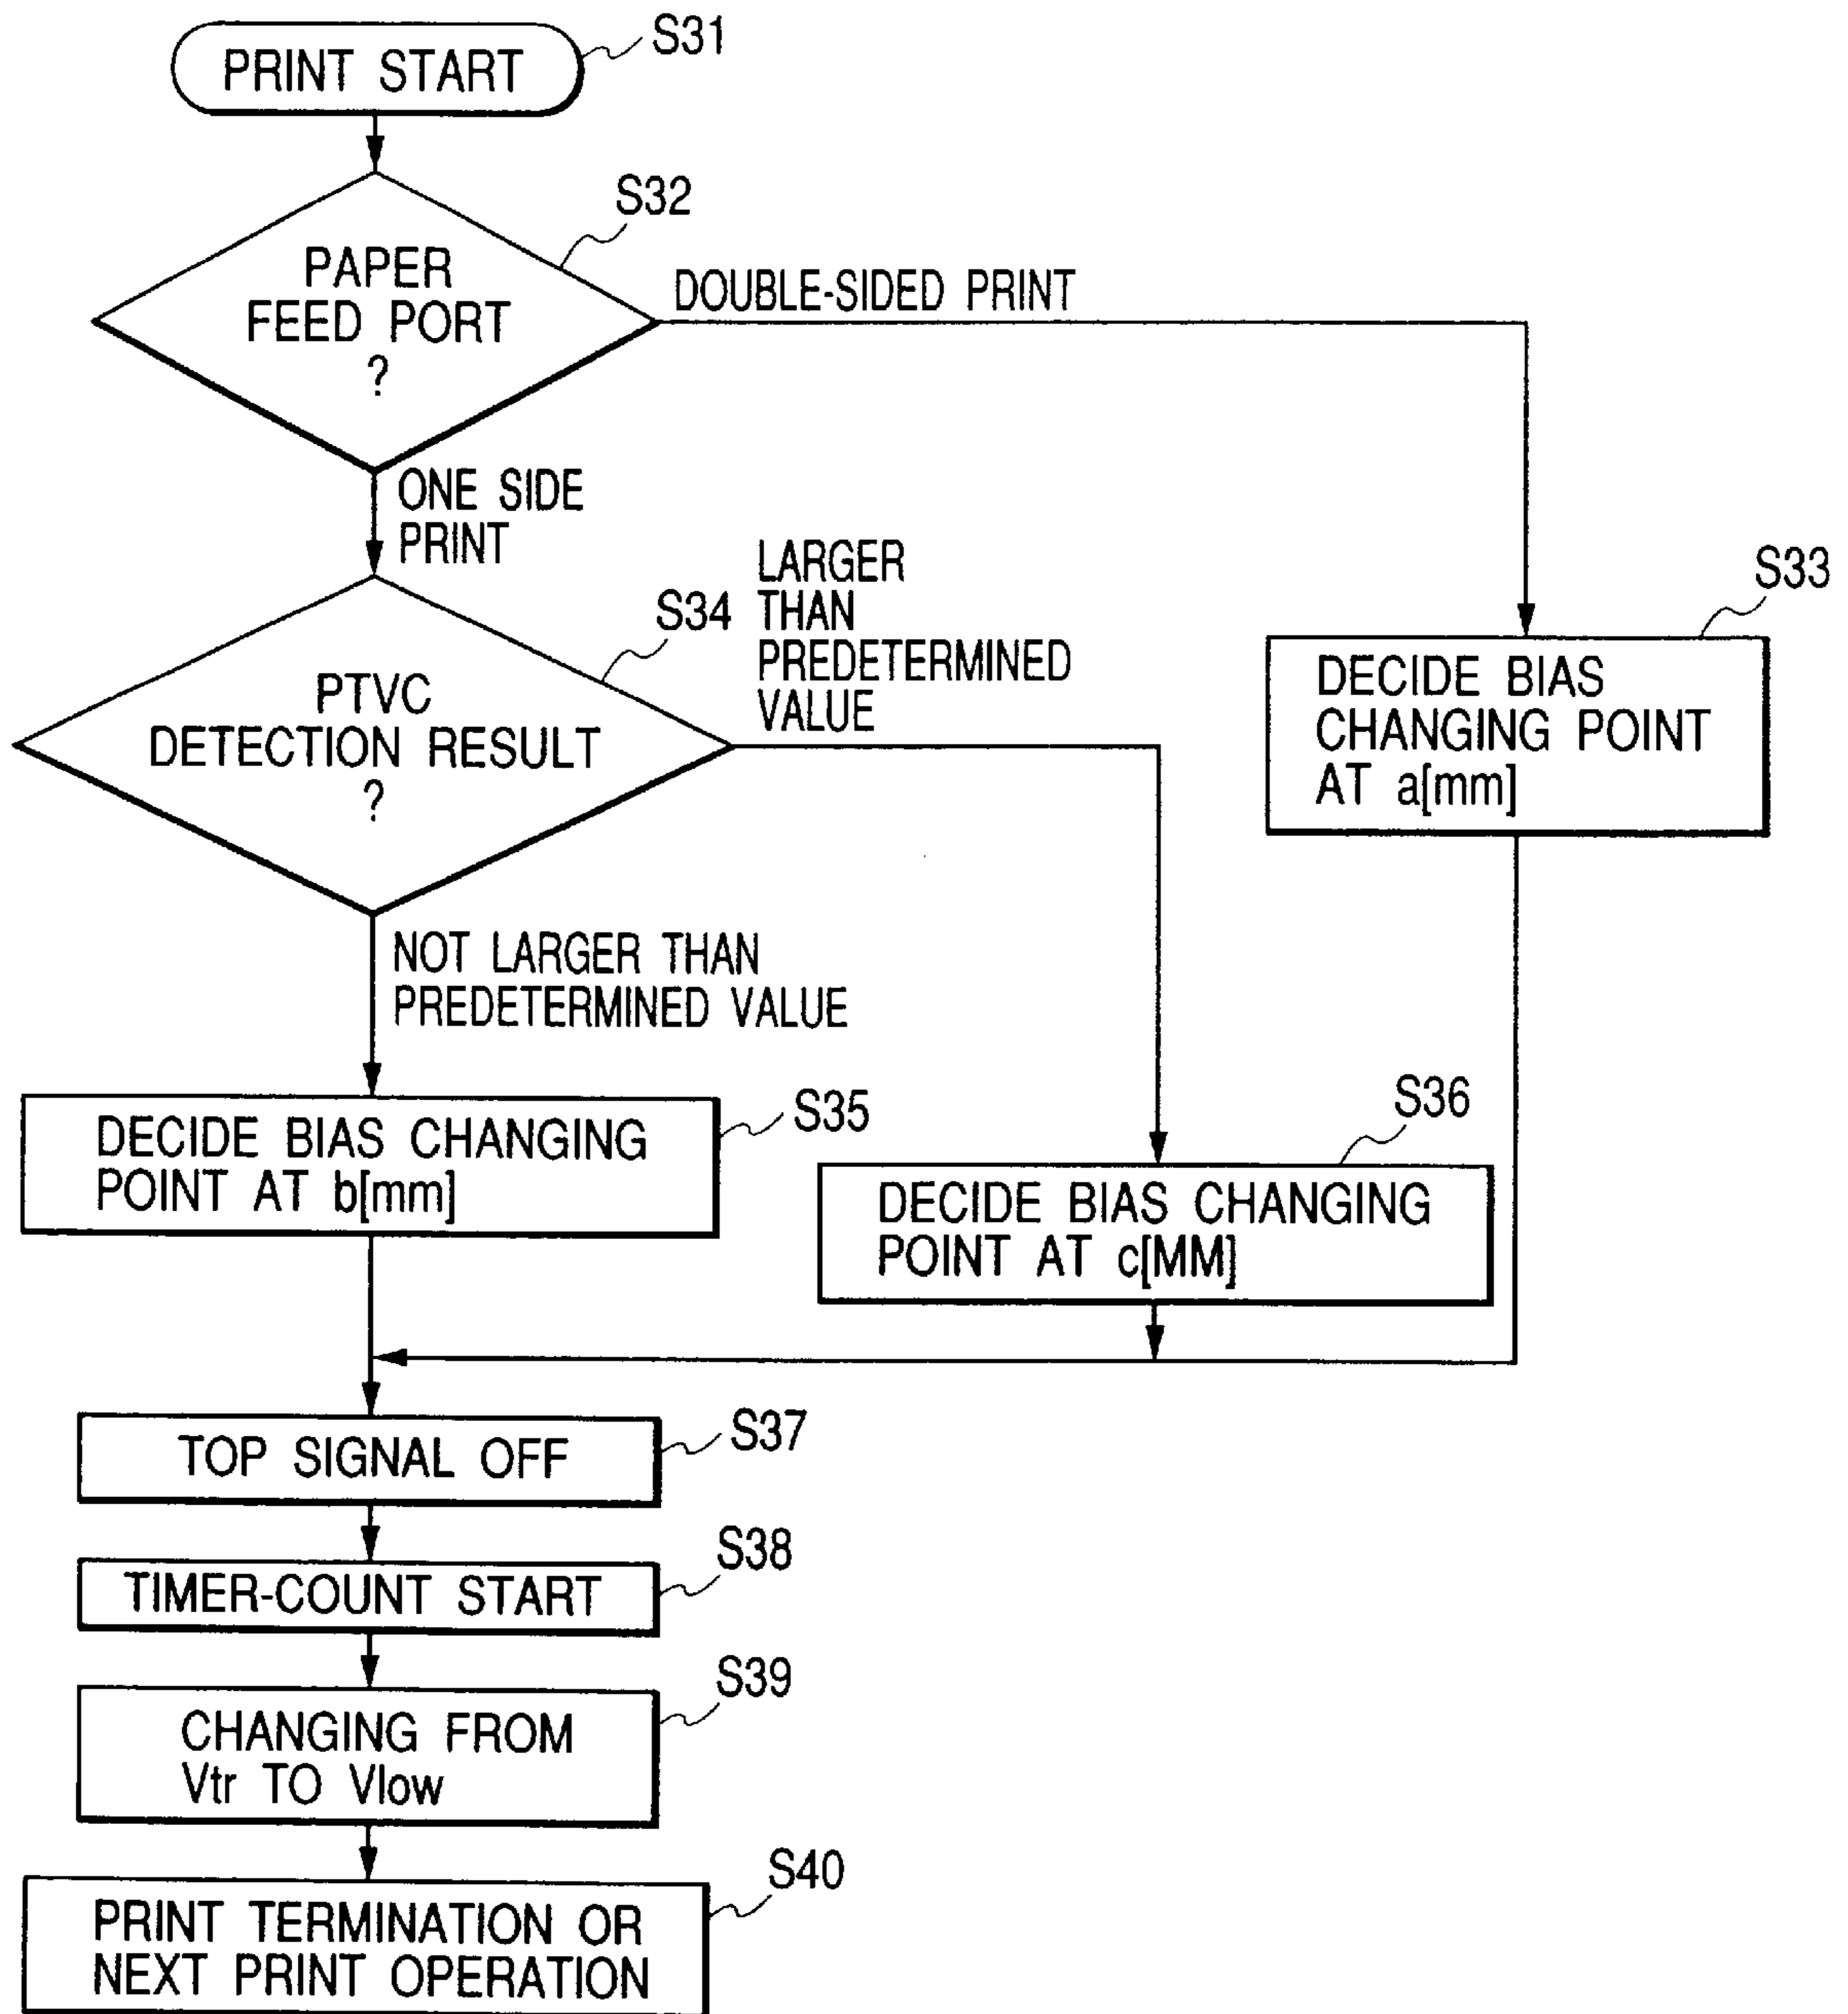 PRINT START
S31
PAPER
FEED PORT
?
S32
DOUBLE-SIDED PRINT
ONE SIDE
PRINT
S33
DECIDE BIAS
CHANGING POINT
AT a[mm]
PTVC
DETECTION RESULT
?
S34
LARGER
THAN
PREDETERMINED
VALUE
NOT LARGER THAN
PREDETERMINED VALUE
DECIDE BIAS CHANGING
POINT AT b[mm]
S35
DECIDE BIAS CHANGING
POINT AT c[MM]
S36
TOP SIGNAL OFF
S37
TIMER-COUNT START
S38
CHANGING FROM
Vtr TO Vlow
S39
PRINT TERMINATION OR
NEXT PRINT OPERATION
S40